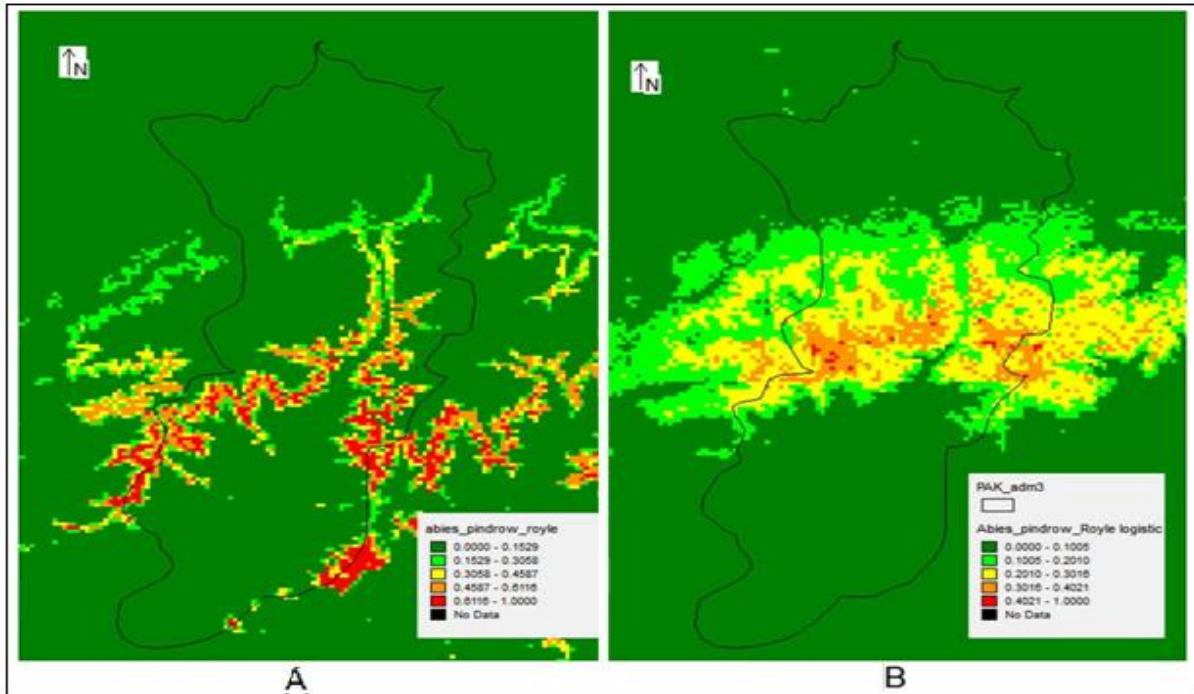 N
abies_pindrow_royle
0.0000 - 0.1529
0.1529 - 0.3058
0.3058 - 0.4587
0.4587 - 0.6116
0.6116 - 1.0000
No Data
A
N
PAK_adm3
Abies_pindrow_Royle logistic
0.0000 - 0.1005
0.1005 - 0.2010
0.2010 - 0.3016
0.3016 - 0.4021
0.4021 - 1.0000
No Data
B